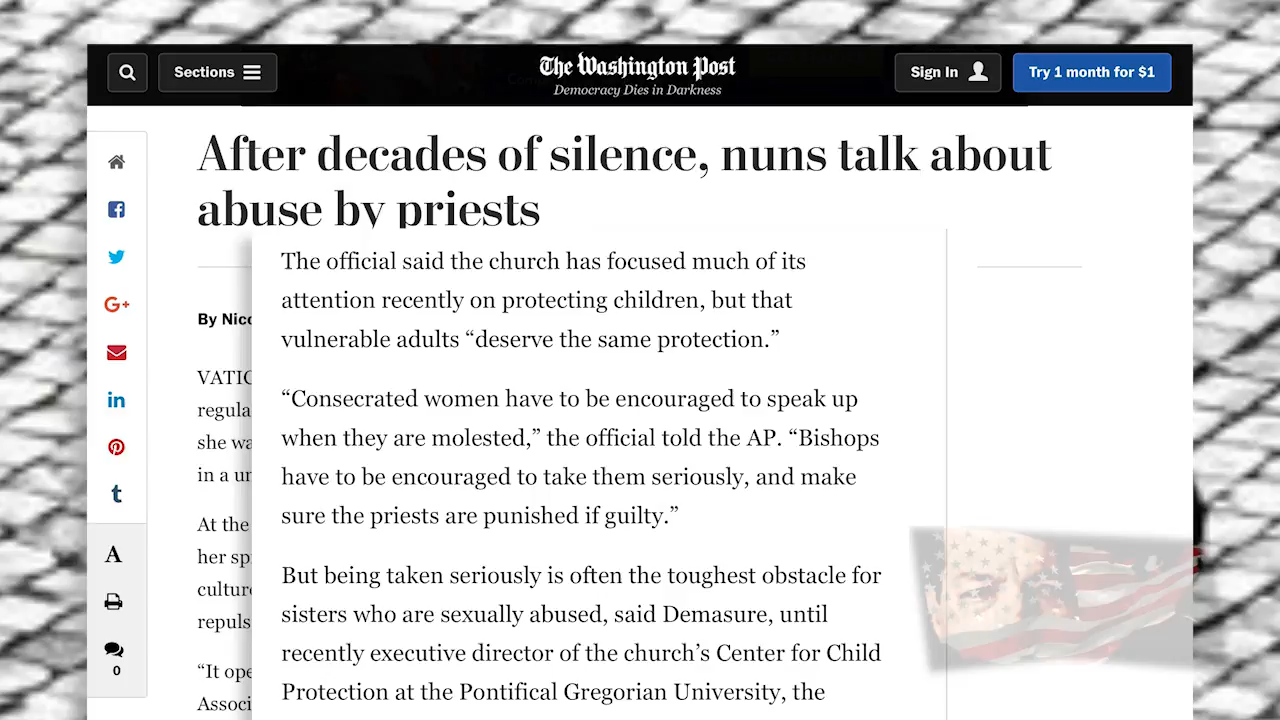 Sections
The Washington Post
Democracy Dies in Darkness
Sign In
Try 1 month for $1
After decades of silence, nuns talk about
abuse by priests
By
VATIC
regula
she wa
in a un
At the
her sp
cultur
repuls
“It ope
Associ
The official said the church has focused much of its
attention recently on protecting children, but that
vulnerable adults “deserve the same protection.”
“Consecrated women have to be encouraged to speak up
when they are molested,” the official told the AP. “Bishops
have to be encouraged to take them seriously, and make
sure the priests are punished if guilty.”
But being taken seriously is often the toughest obstacle for
sisters who are sexually abused, said Demasure, until
recently executive director of the church’s Center for Child
Protection at the Pontifical Gregorian University, the
G+
in
t
A
0